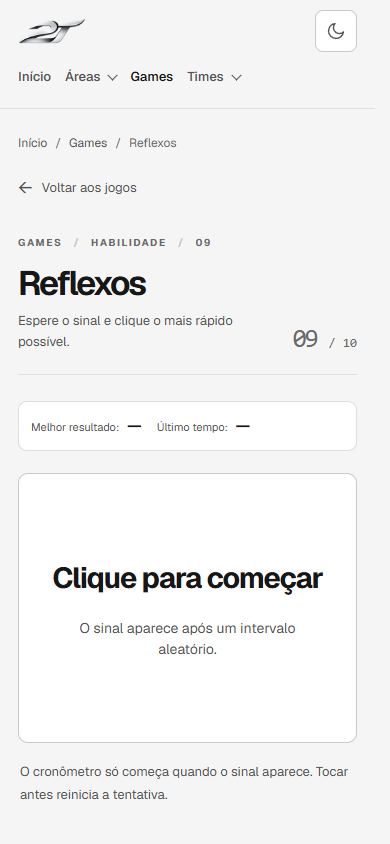 Início Áreas Games Times
Início / Games / Reflexos
← Voltar aos jogos
GAMES / HABILIDADE / 09
Reflexos
Espere o sinal e clique o mais rápido
possível.
09 / 10
Melhor resultado: — Último tempo: —
Clique para começar
O sinal aparece após um intervalo
aleatório.
O cronômetro só começa quando o sinal aparece. Tocar
antes reinicia a tentativa.